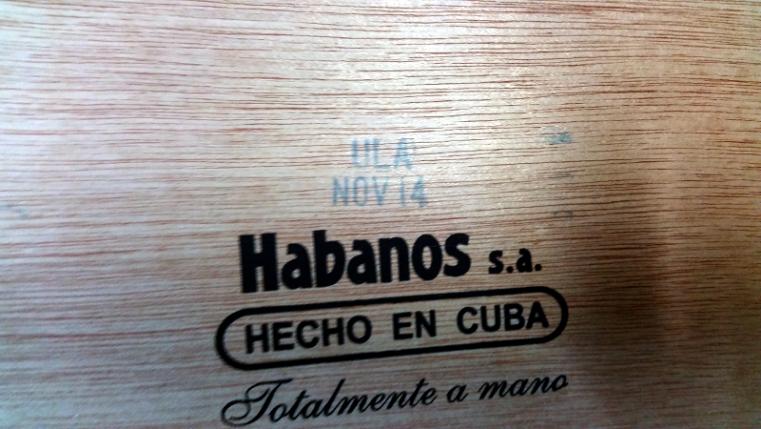 ULA
NOV 14
Habanos s.a.
HECHO EN CUBA
Totalmente a mano